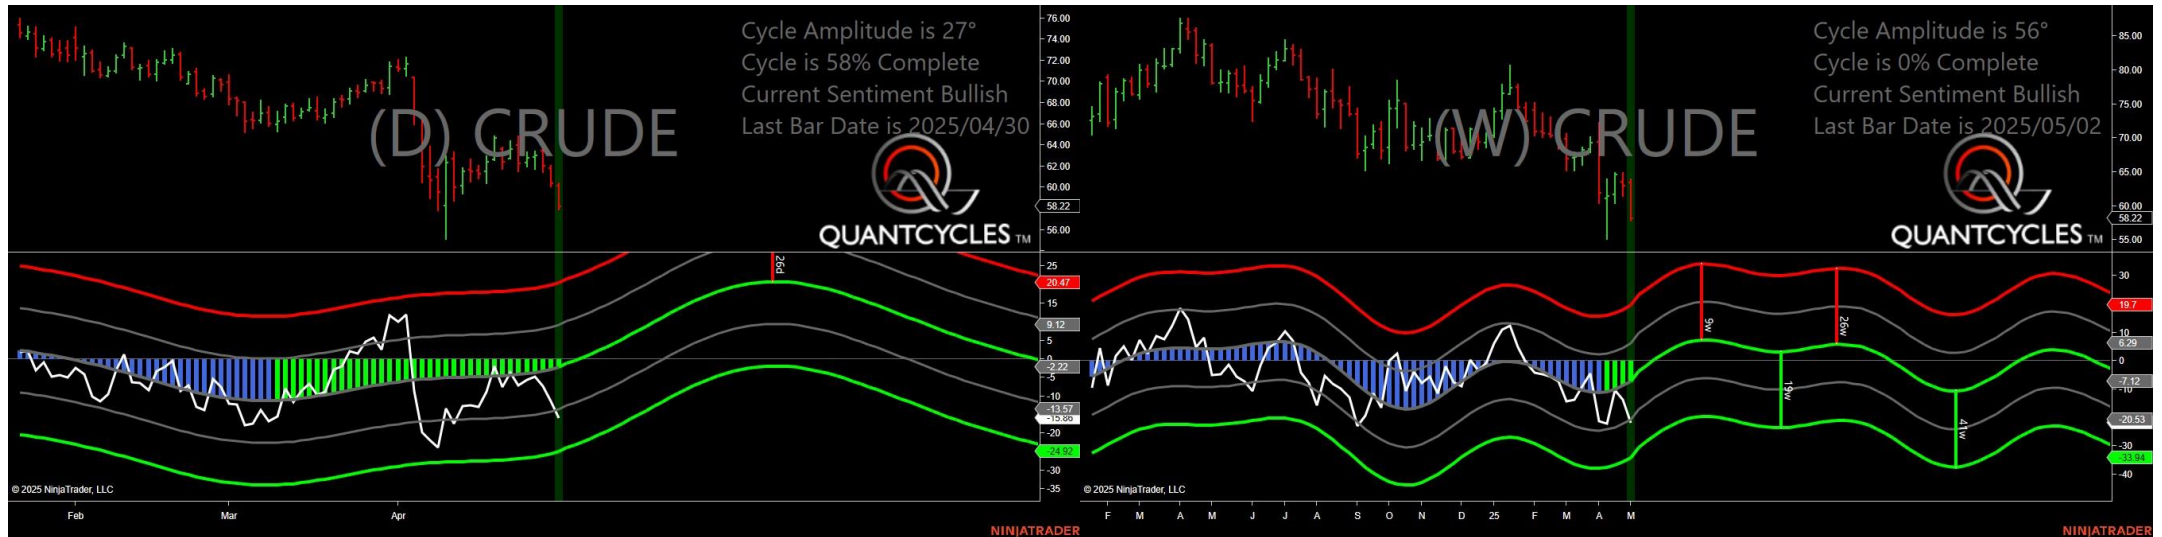 Cycle Amplitude is 27°
Cycle is 58% Complete
Current Sentiment Bullish
Last Bar Date is 2025/04/30
(D) CRUDE
QUANTCYCLES TM
76.00
74.00
72.00
70.00
68.00
66.00
64.00
62.00
60.00
58.22
56.00
26d
25
20.47
15
9.12
5
0
-2.22
-5
-10
-13.57
-15.86
-20
-24.92
-30
-35
© 2025 NinjaTrader, LLC
Feb Mar Apr
NINJATRADER
Cycle Amplitude is 56°
Cycle is 0% Complete
Current Sentiment Bullish
Last Bar Date is 2025/05/02
(W) CRUDE
QUANTCYCLES TM
85.00
80.00
75.00
70.00
65.00
60.00
58.22
55.00
9w
26w
19w
41w
30
19.7
10
6.29
0
-7.12
-10
-20.53
-30
-33.94
-40
© 2025 NinjaTrader, LLC
F M A M J J A S O N D 25 F M A M
NINJATRADER